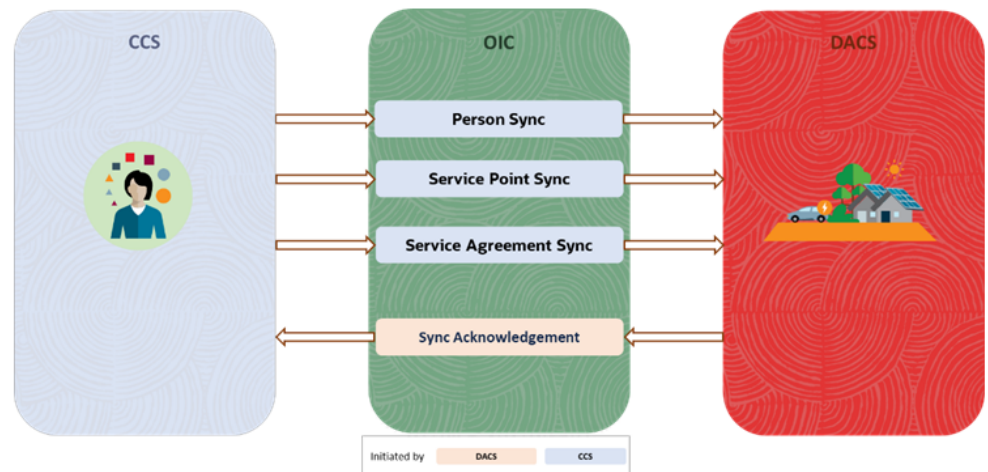 CCS
OIC
DACS
Person Sync
Service Point Sync
Service Agreement Sync
Sync Acknowledgement
Initiated by DACS CCS